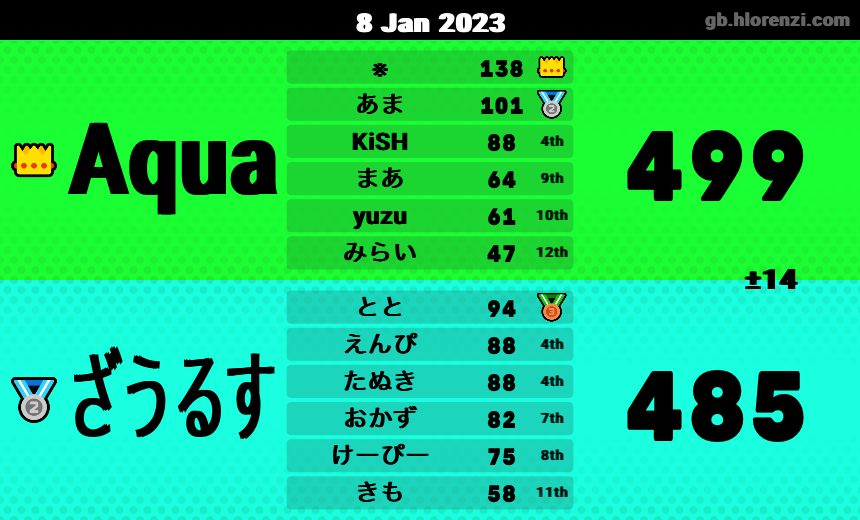 8 Jan 2023
gb.hlorenzi.com
Aqua
※ 138
あま 101 2
KiSH 88 4th
まあ 64 9th
yuzu 61 10th
みらい 47 12th
499
±14
ざうるす
2
とと 94 3
えんぴ 88 4th
たぬき 88 4th
おかず 82 7th
けーぴー 75 8th
きも 58 11th
485